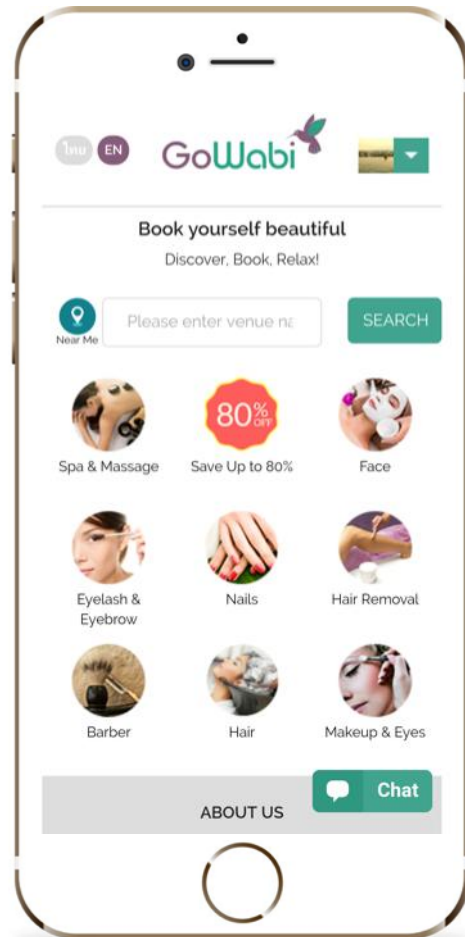 ไทย
EN
GoWabi
Book yourself beautiful
Discover, Book, Relax!
Near Me
Please enter venue na
SEARCH
80% OFF
Spa & Massage
Save Up to 80%
Face
Eyelash &
Eyebrow
Nails
Hair Removal
Barber
Hair
Makeup & Eyes
Chat
ABOUT US